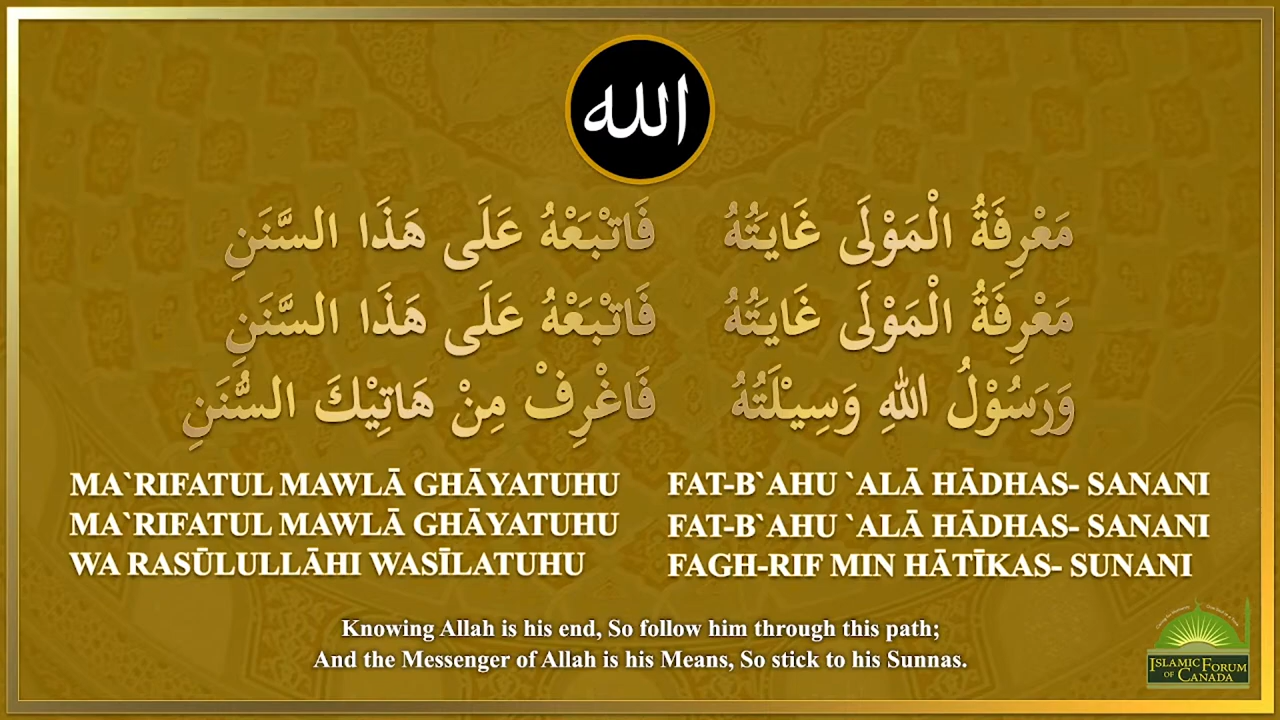 الله
مَعْرِفَةُ الْمَوْلَى غَايَتُهُ فَاتْبَعْهُ عَلَى هَذَا السَّنَنِ
مَعْرِفَةُ الْمَوْلَى غَايَتُهُ فَاتْبَعْهُ عَلَى هَذَا السَّنَنِ
وَرَسُوْلُ اللهِ وَسِيْلَتُهُ فَاغْرِفْ مِنْ هَاتِيْكَ السُّنَنِ
MA`RIFATUL MAWLĀ GHĀYATUHU FAT-B`AHU `ALĀ HĀDHAS- SANANI
MA`RIFATUL MAWLĀ GHĀYATUHU FAT-B`AHU `ALĀ HĀDHAS- SANANI
WA RASŪLULLĀHI WASĪLATUHU FAGH-RIF MIN HĀTĪKAS- SUNANI
Knowing Allah is his end, So follow him through this path;
And the Messenger of Allah is his Means, So stick to his Sunnas.
ISLAMIC FORUM
OF CANADA